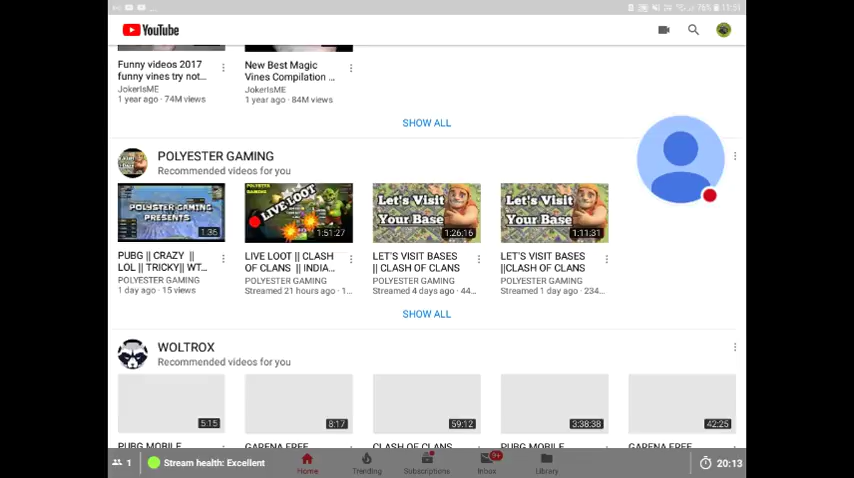 11:51
YouTube
Funny videos 2017
funny vines try not...
JokerIsME
1 year ago · 74M views
New Best Magic
Vines Compilation ...
JokerIsME
1 year ago · 84M views
SHOW ALL
POLYESTER GAMING
Recommended videos for you
POLYSTER GAMING
PRESENTS
1:36
POLYESTER
GAMING
LIVE LOOT
1:51:27
Let's Visit
Your Base
1:26:16
Let's Visit
Your Base
1:11:31
PUBG || CRAZY ||
LOL || TRICKY|| WT...
POLYESTER GAMING
1 day ago · 15 views
LIVE LOOT || CLASH
OF CLANS || INDIA...
POLYESTER GAMING
Streamed 21 hours ago · 1...
LET'S VISIT BASES
|| CLASH OF CLANS
POLYESTER GAMING
Streamed 4 days ago · 44...
LET'S VISIT BASES
||CLASH OF CLANS
POLYESTER GAMING
Streamed 1 day ago · 234...
SHOW ALL
WOLTROX
Recommended videos for you
5:15
8:17
59:12
3:38:38
42:25
PUBG MOBILE
GARENA FREE
CLASH OF CLANS
PUBG MOBILE
GARENA FREE
1
Stream health: Excellent
Home
Trending
Subscriptions
9+
Inbox
Library
20:13